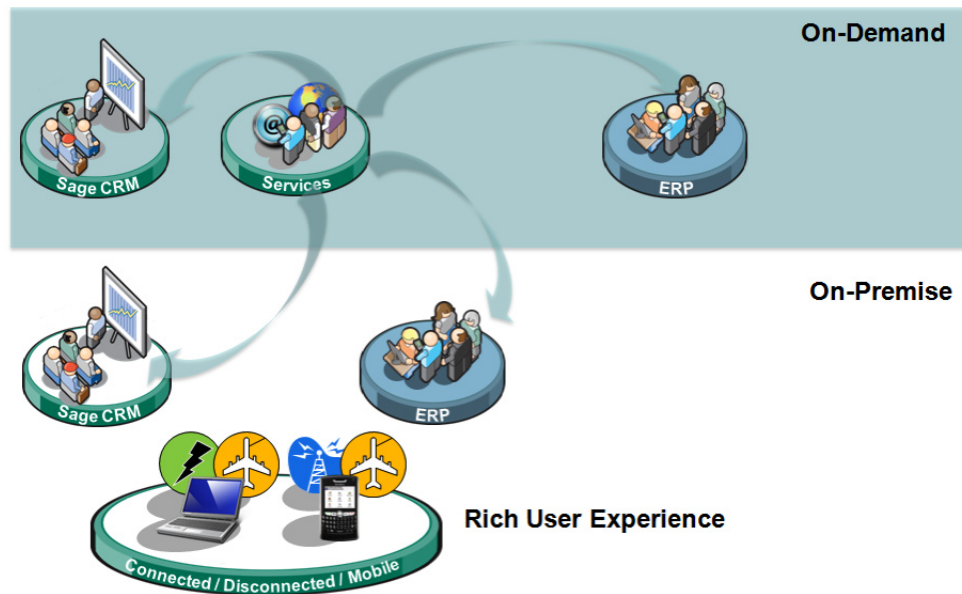 On-Demand
Sage CRM
Services
ERP
On-Premise
Sage CRM
ERP
Rich User Experience
Connected / Disconnected / Mobile